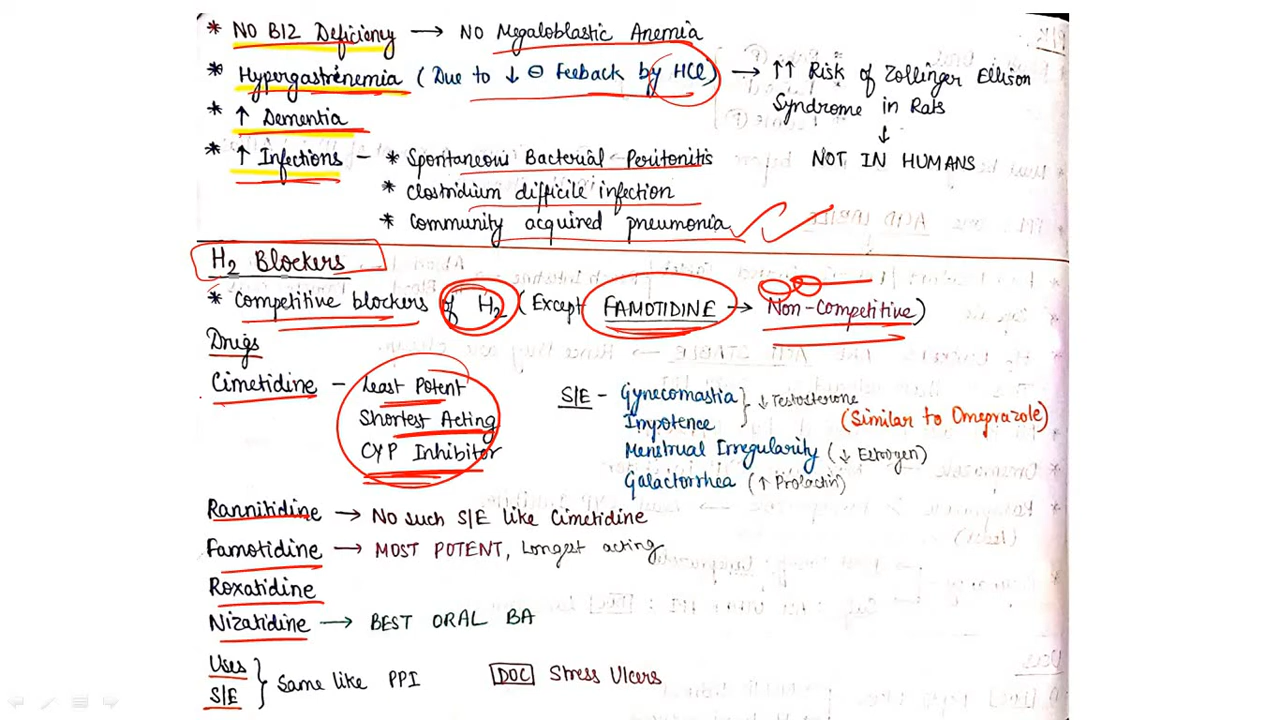 * NO B12 Deficiency → NO Megaloblastic Anemia
* Hypergastrenemia (Due to ↓ ⊖ feeback by HCl) → ↑↑ Risk of Zollinger Ellison
Syndrome in Rats
↓
NOT IN HUMANS
* ↑ Dementia
* ↑ Infections - * Spontaneous Bacterial Peritonitis
* Clostridium difficile infection
* Community acquired pneumonia
H2 Blockers
* Competitive blockers of H2 (Except FAMOTIDINE → Non-Competitive)
Drugs
Cimetidine - Least Potent
Shortest Acting
CYP Inhibitor
S/E - Gynecomastia
Impotence
} ↓ Testosterone
(Similar to Omeprazole)
Menstrual Irregularity (↓ Estrogen)
Galactorrhea (↑ Prolactin)
Rannitidine → No such S/E like Cimetidine
Famotidine → MOST POTENT, Longest acting
Roxatidine
Nizatidine → BEST ORAL BA
Uses
S/E
} Same like PPI
DOC Stress Ulcers